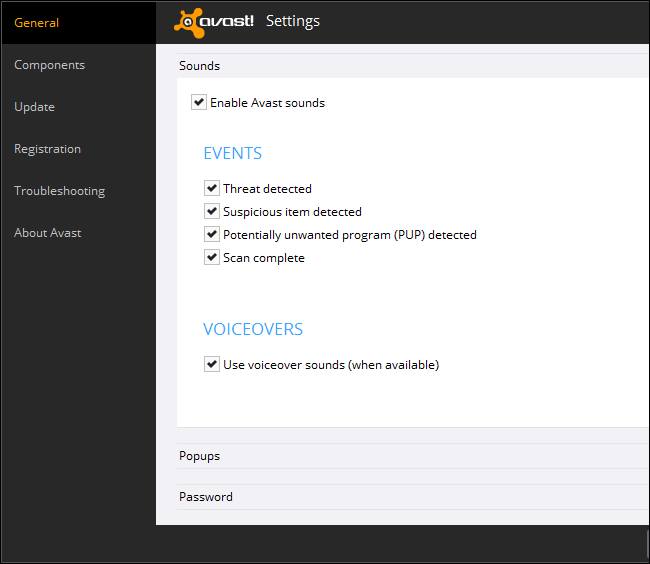 General
Components
Update
Registration
Troubleshooting
About Avast
avast! Settings
Sounds
Enable Avast sounds
EVENTS
Threat detected
Suspicious item detected
Potentially unwanted program (PUP) detected
Scan complete
VOICEOVERS
Use voiceover sounds (when available)
Popups
Password